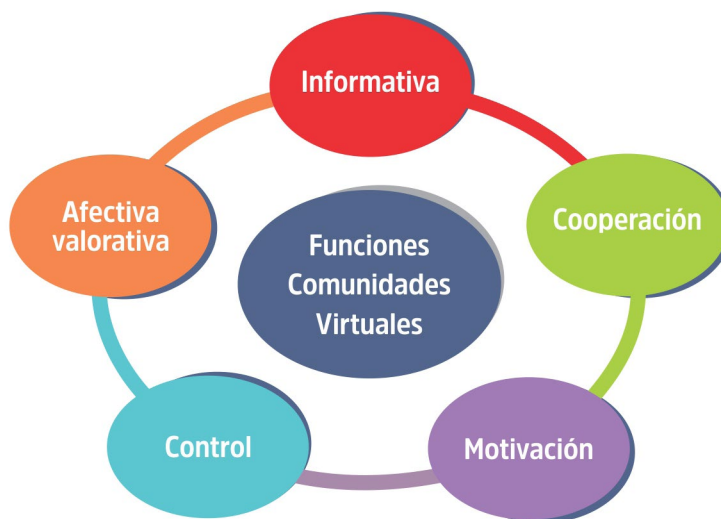 Informativa
Cooperación
Motivación
Control
Afectiva
valorativa
Funciones
Comunidades
Virtuales